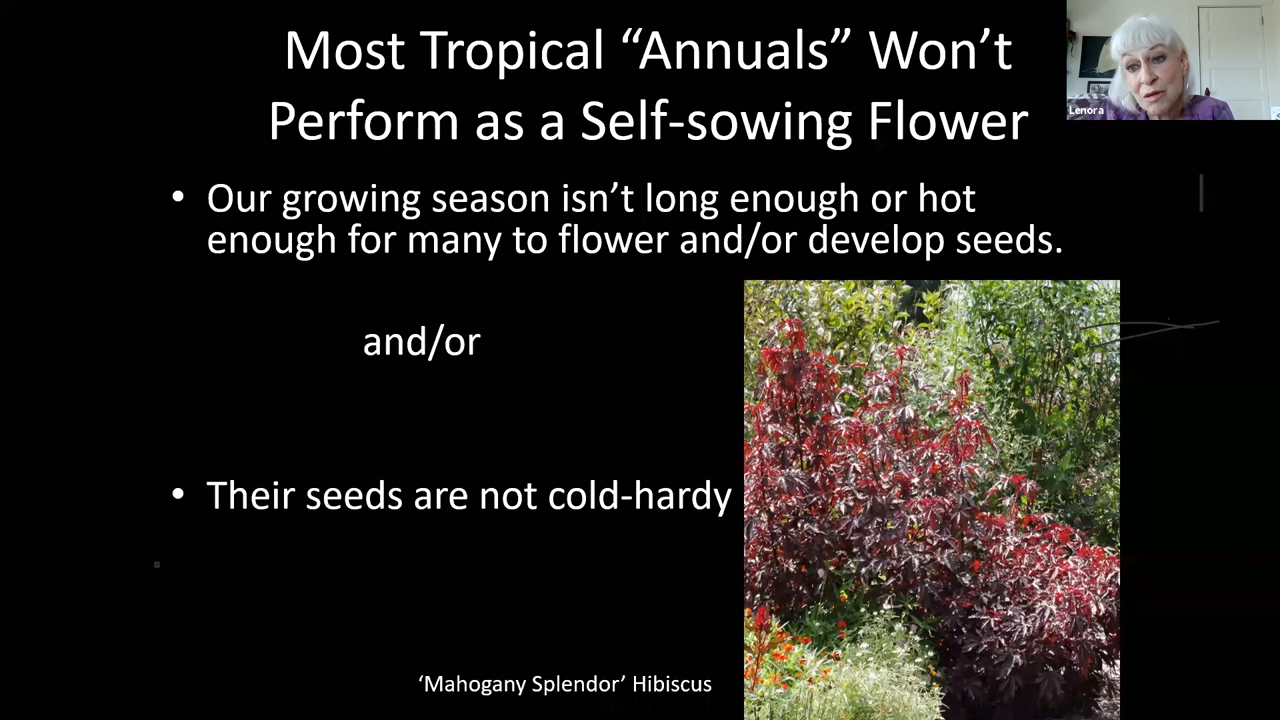 Most Tropical “Annuals” Won’t
Perform as a Self-sowing Flower
Lenora
• Our growing season isn’t long enough or hot
enough for many to flower and/or develop seeds.
and/or
• Their seeds are not cold-hardy
‘Mahogany Splendor’ Hibiscus